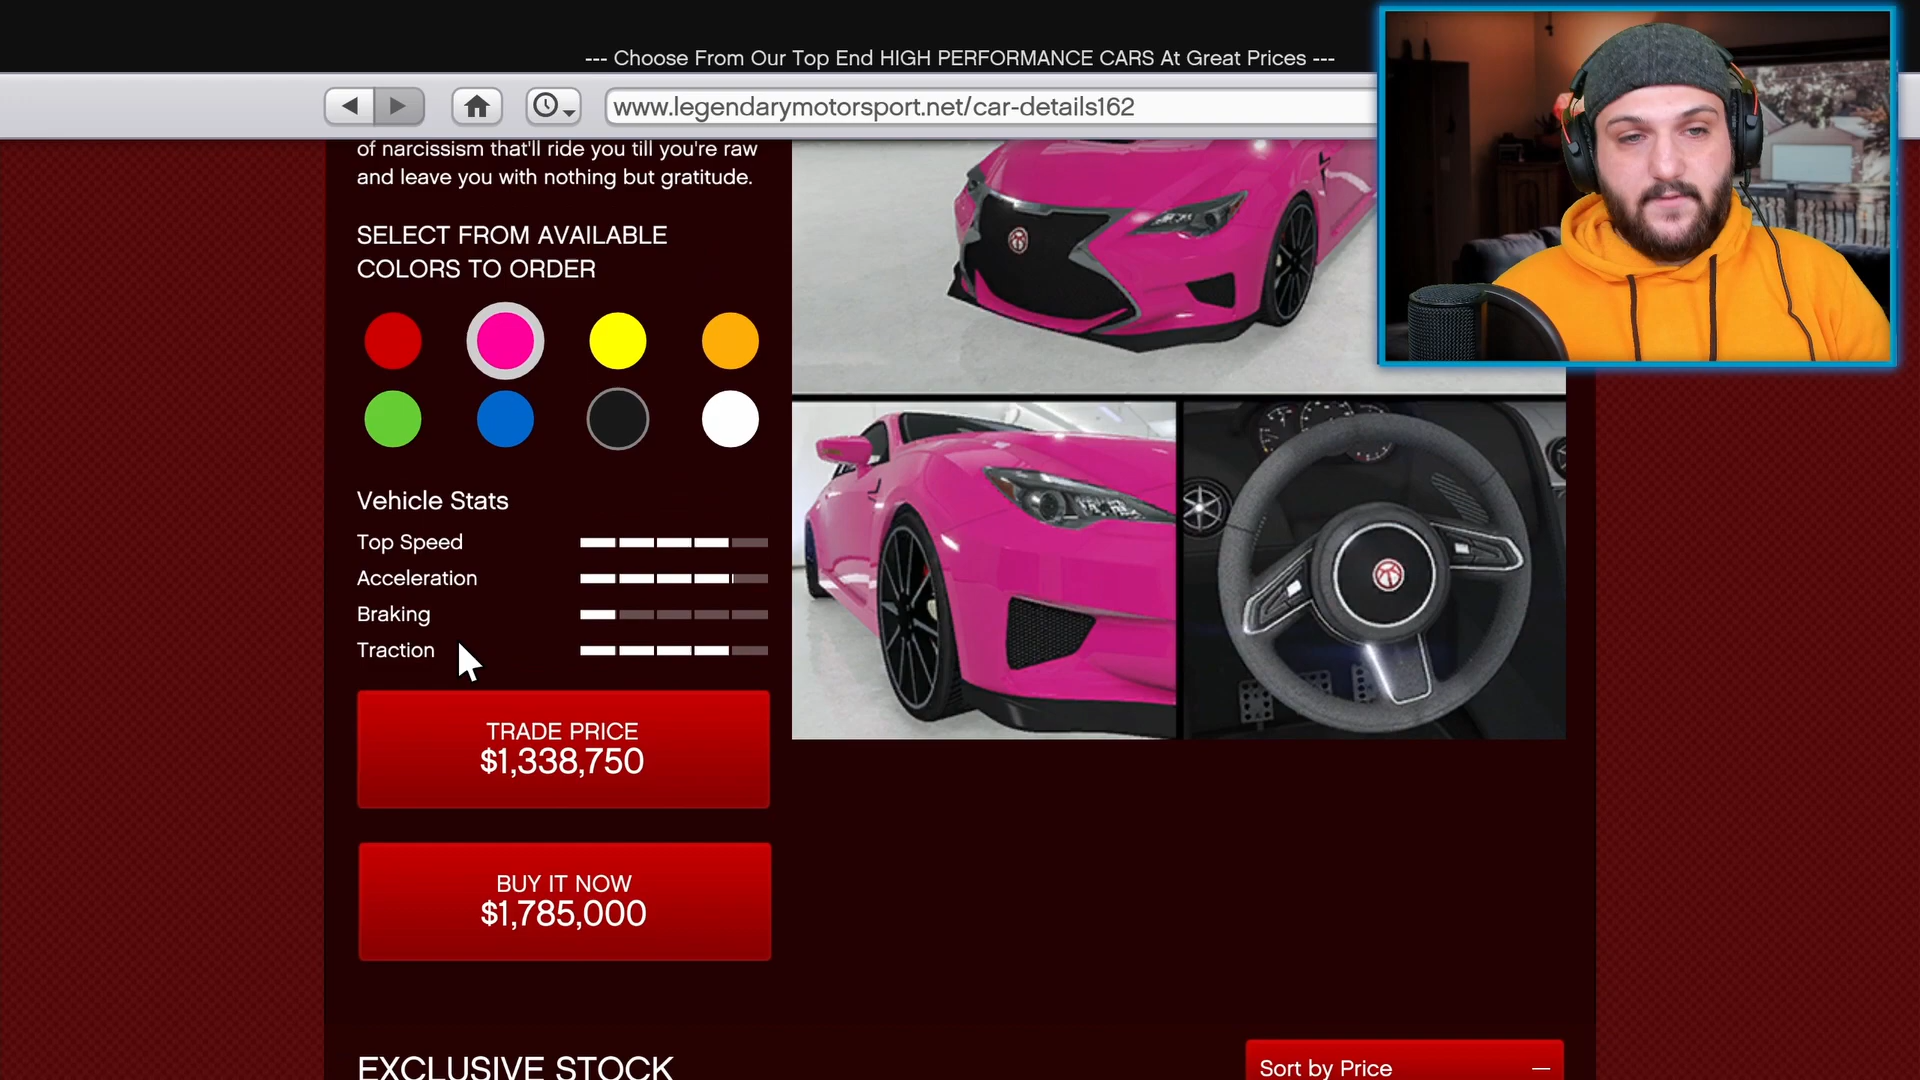 --- Choose From Our Top End HIGH PERFORMANCE CARS At Great Prices ---
www.legendarymotorsport.net/car-details162
of narcissism that'll ride you till you're raw
and leave you with nothing but gratitude.
SELECT FROM AVAILABLE
COLORS TO ORDER
Vehicle Stats
Top Speed
Acceleration
Braking
Traction
TRADE PRICE
$1,338,750
BUY IT NOW
$1,785,000
EXCLUSIVE STOCK
Sort by Price